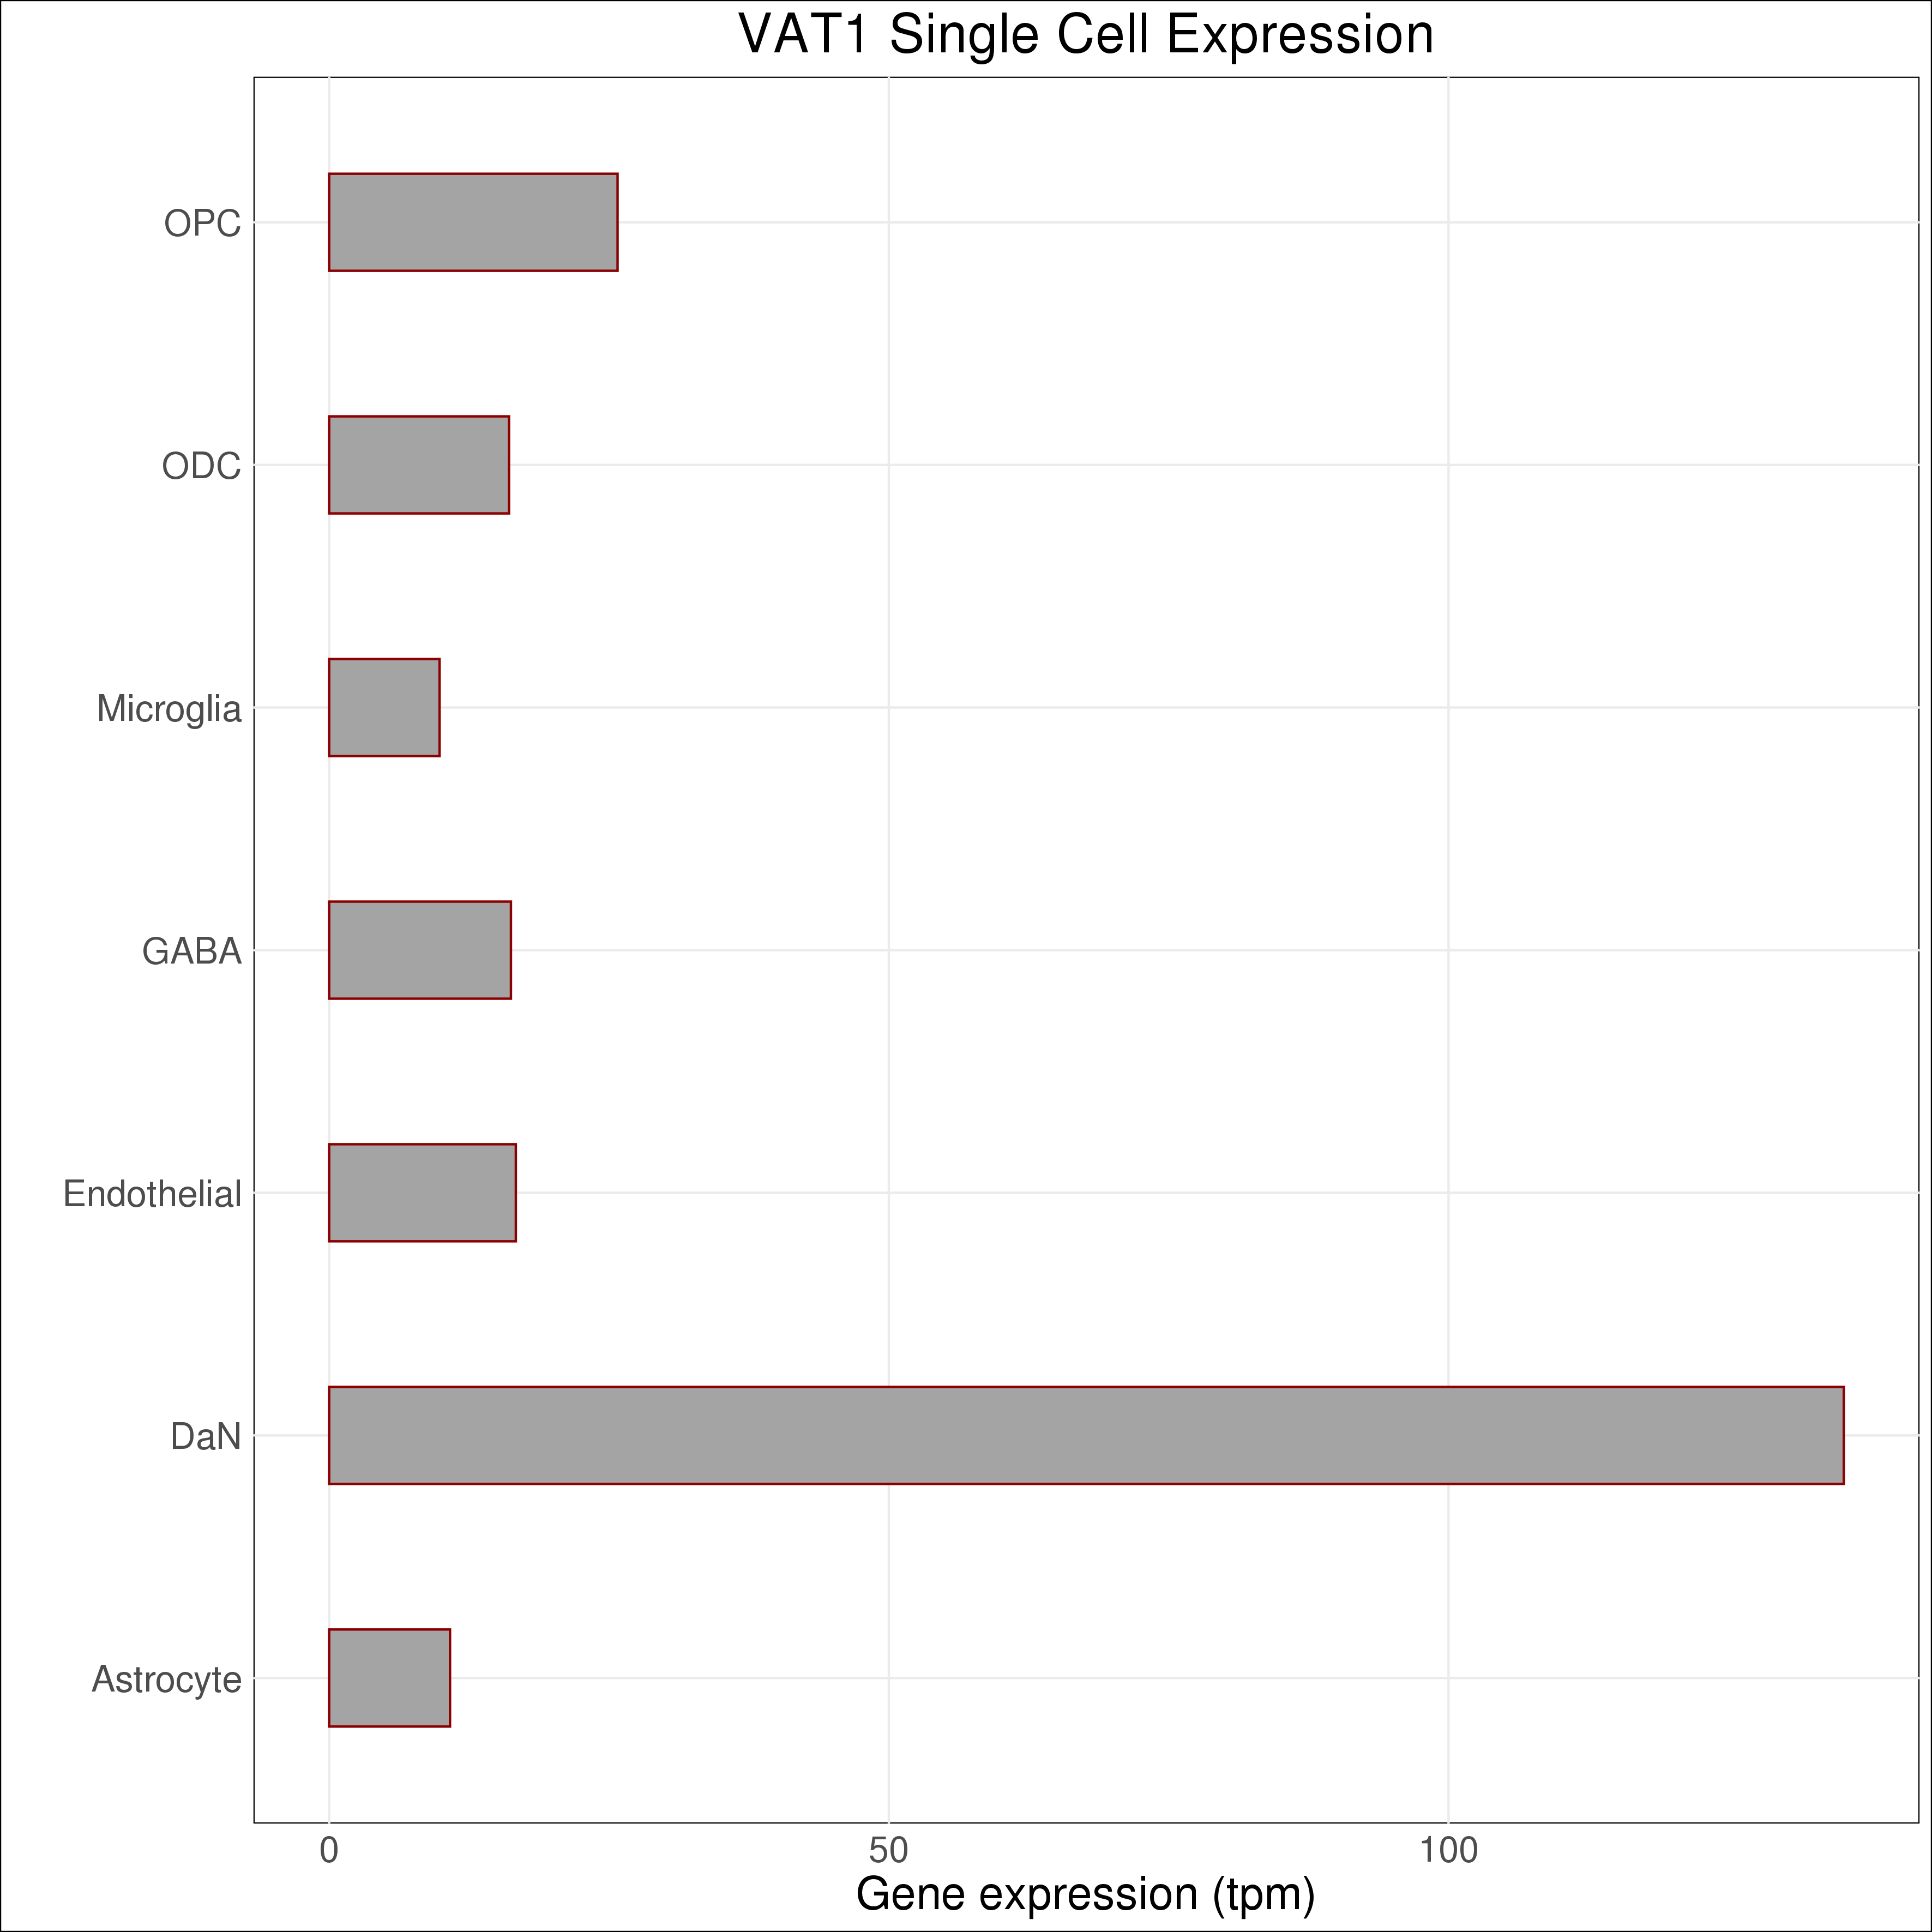 VAT1 Single Cell Expression
OPC
ODC
Microglia
GABA
Endothelial
DaN
Astrocyte
0 50 100
Gene expression (tpm)